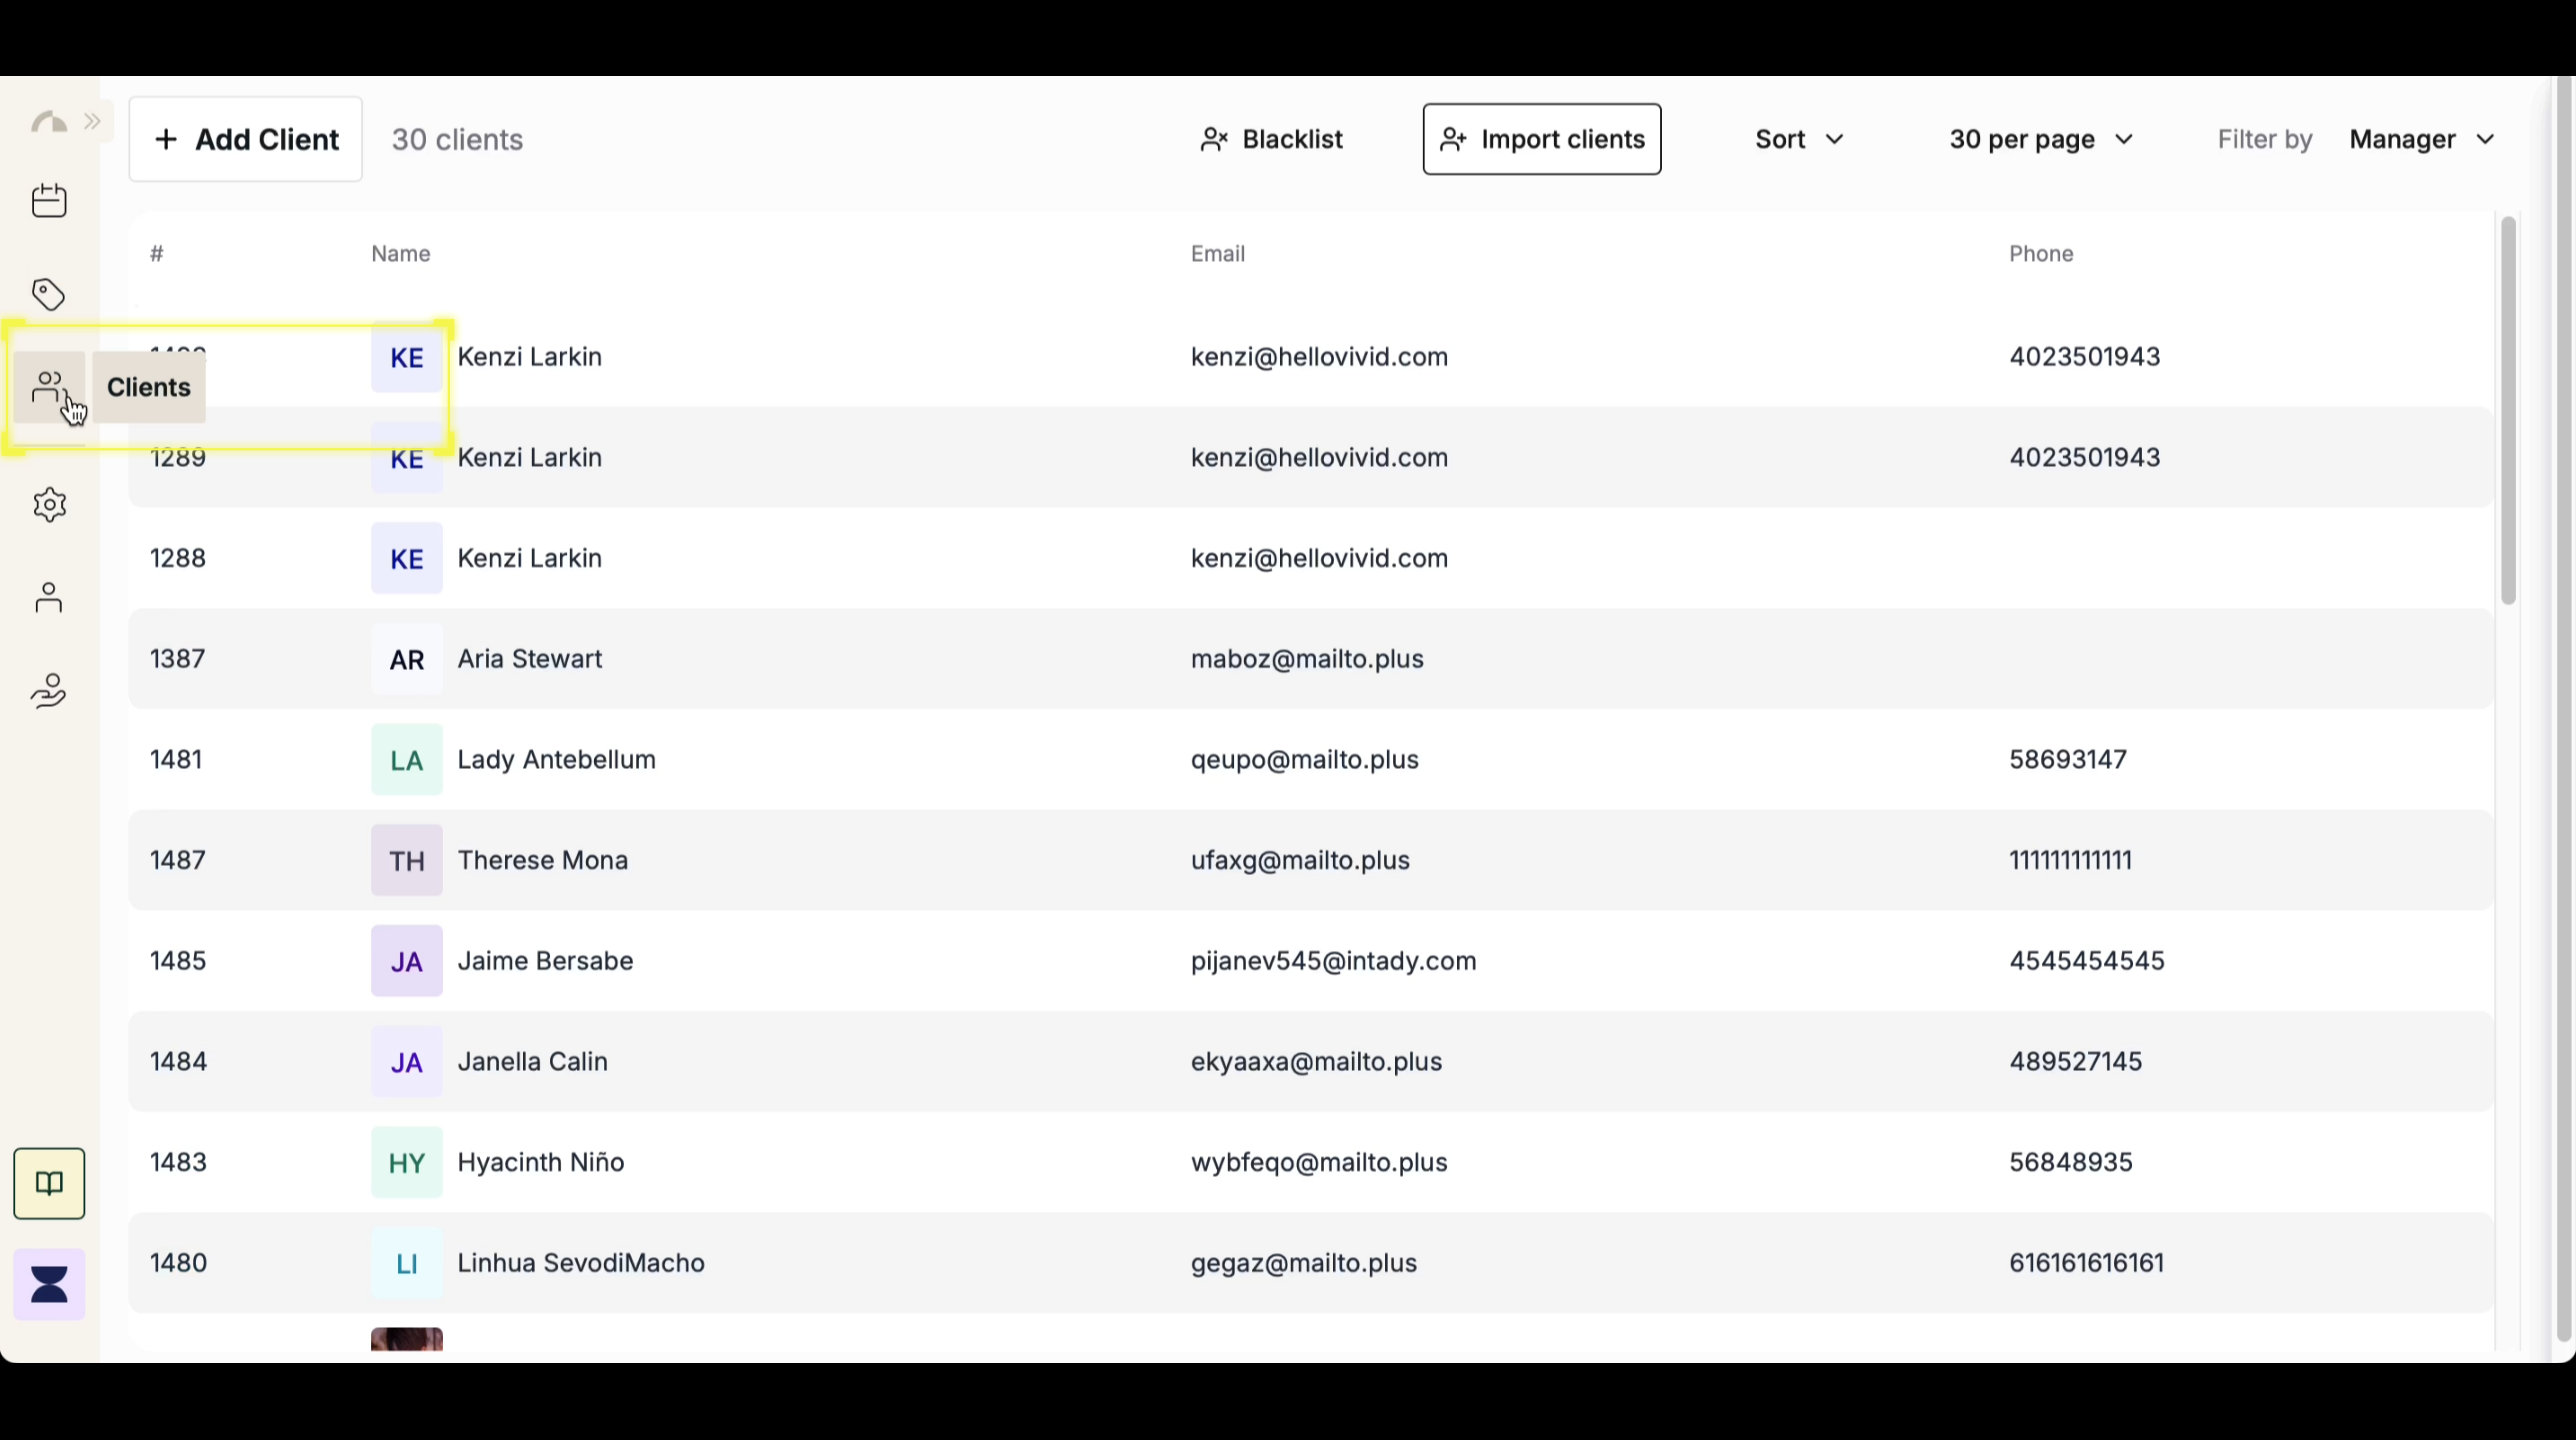 + Add Client 30 clients Blacklist Import clients Sort 30 per page Filter by Manager
# Name Email Phone
KE Kenzi Larkin kenzi@hellovivid.com 4023501943
Clients
1289 KE Kenzi Larkin kenzi@hellovivid.com 4023501943
1288 KE Kenzi Larkin kenzi@hellovivid.com
1387 AR Aria Stewart maboz@mailto.plus
1481 LA Lady Antebellum qeupo@mailto.plus 58693147
1487 TH Therese Mona ufaxg@mailto.plus 111111111111
1485 JA Jaime Bersabe pijanev545@intady.com 4545454545
1484 JA Janella Calin ekyaaxa@mailto.plus 489527145
1483 HY Hyacinth Niño wybfeqo@mailto.plus 56848935
1480 LI Linhua SevodiMacho gegaz@mailto.plus 616161616161